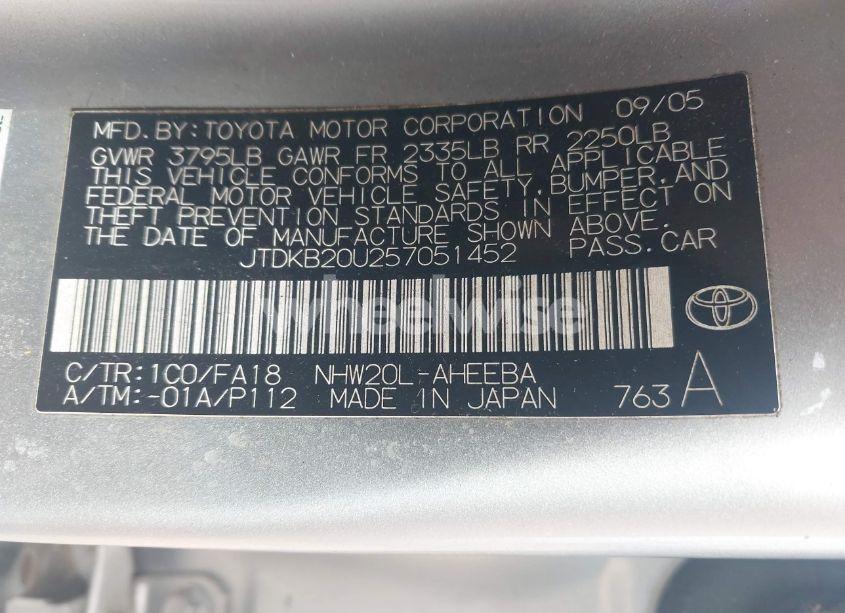 MFD. BY: TOYOTA MOTOR CORPORATION 09/05
GVWR 3795LB GAWR FR 2335LB RR 2250LB
THIS VEHICLE CONFORMS TO ALL APPLICABLE
FEDERAL MOTOR VEHICLE SAFETY, BUMPER, AND
THEFT PREVENTION STANDARDS IN EFFECT ON
THE DATE OF MANUFACTURE SHOWN ABOVE.
JTDKB20U257051452 PASS. CAR
wheelwise
C/TR: 1C0/FA18 NHW20L-AHEEBA
A/TM: -01A/P112 MADE IN JAPAN 763 A